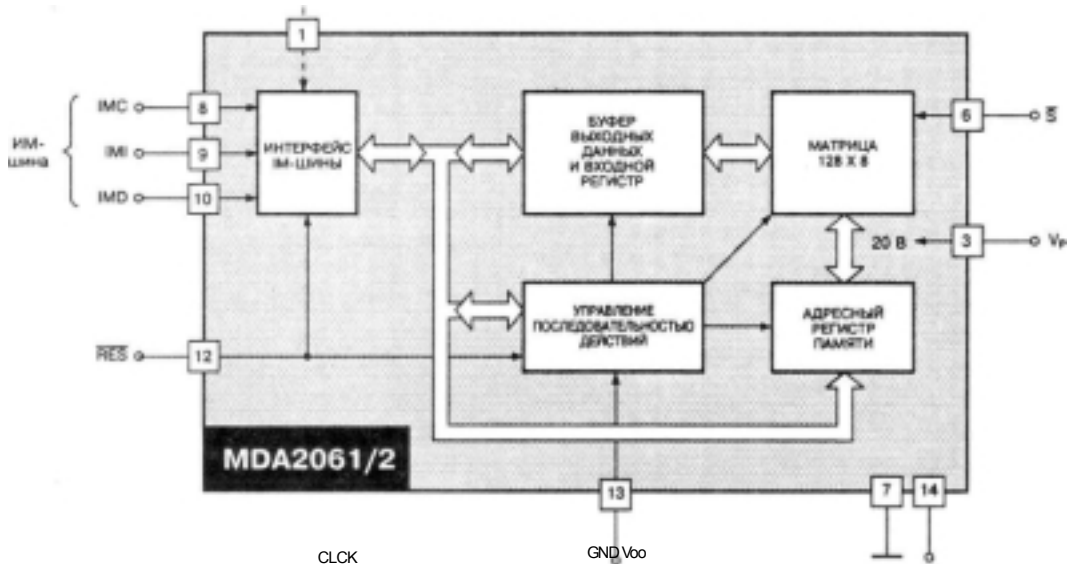 1
IMC
8
ИМ-
шина
IMI
9
IMD
10
ИНТЕРФЕЙС
IM-ШИНЫ
БУФЕР
ВЫХОДНЫХ
ДАННЫХ
И ВХОДНОЙ
РЕГИСТР
МАТРИЦА
128 X 8
6
S
20 В
3
VP
УПРАВЛЕНИЕ
ПОСЛЕДОВАТЕЛЬНОСТЬЮ
ДЕЙСТВИЙ
АДРЕСНЫЙ
РЕГИСТР
ПАМЯТИ
RES
12
MDA2061/2
13
7
14
CLCK
GND Voo